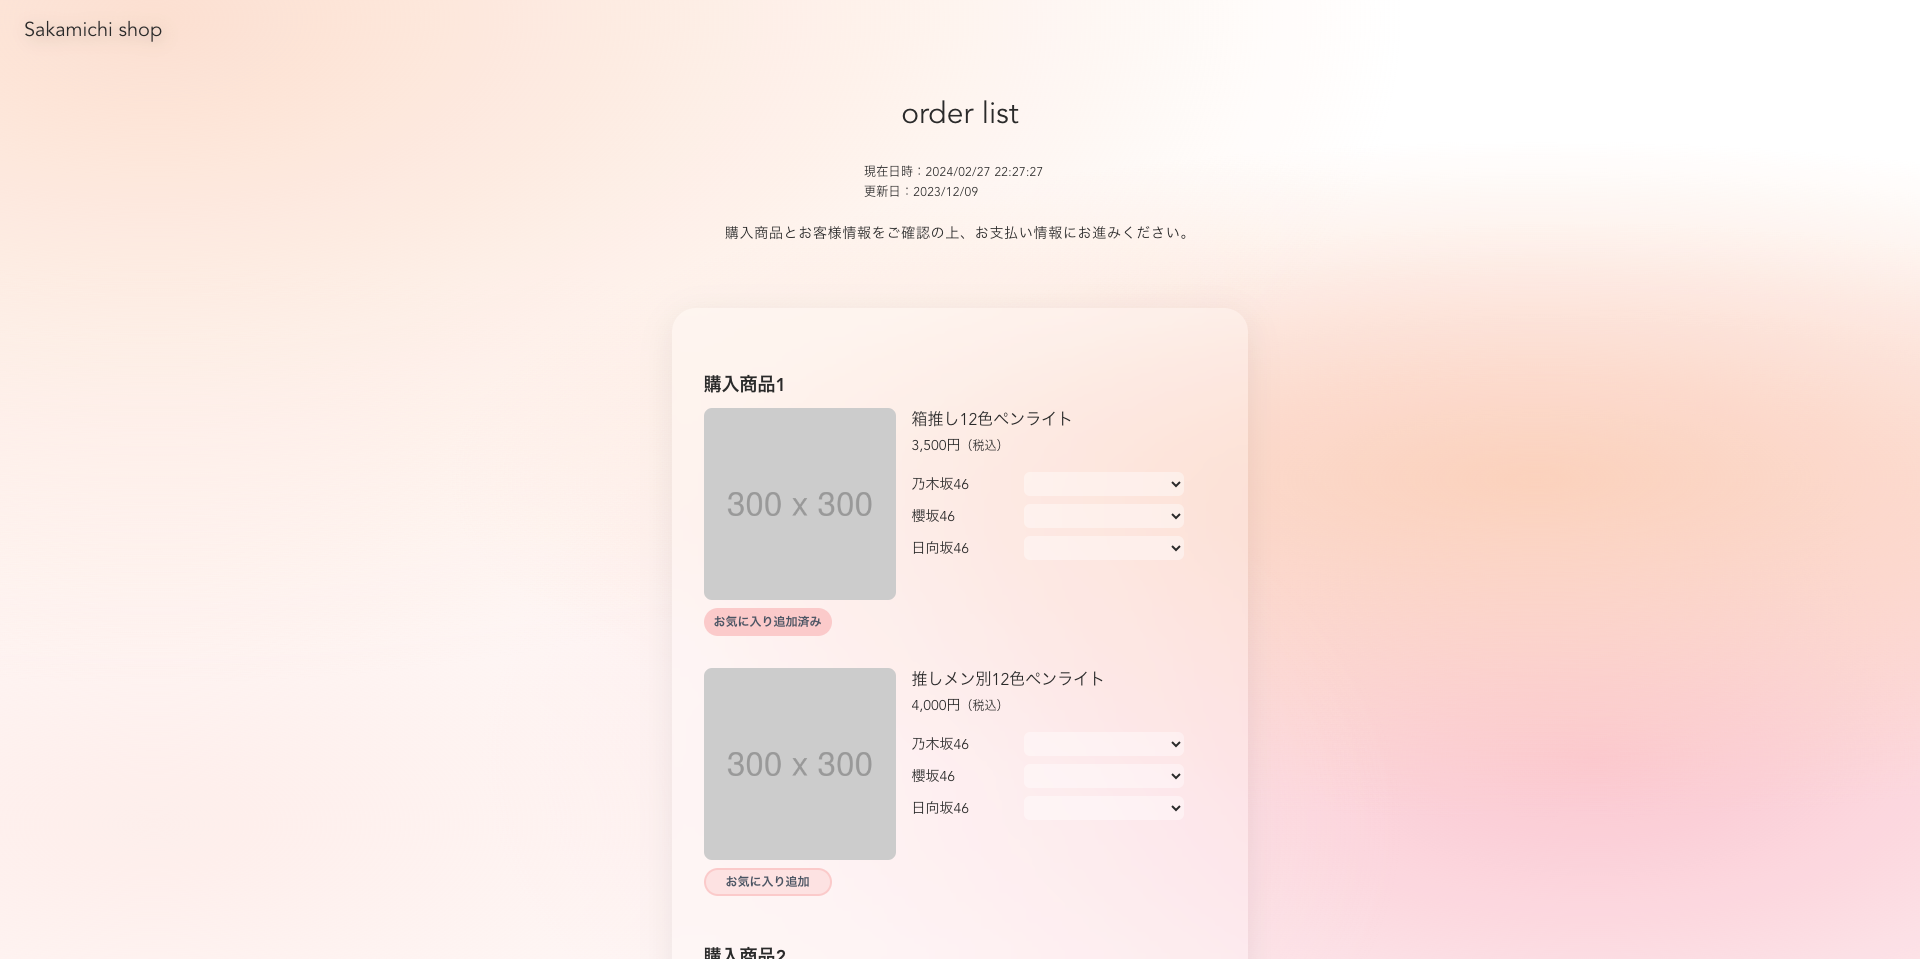 Sakamichi shop
order list
現在日時：2024/02/27 22:27:27
更新日：2023/12/09
購入商品とお客様情報をご確認の上、お支払い情報にお進みください。
購入商品1
300 x 300
箱推し12色ペンライト
3,500円（税込）
乃木坂46
櫻坂46
日向坂46
お気に入り追加済み
300 x 300
推しメン別12色ペンライト
4,000円（税込）
乃木坂46
櫻坂46
日向坂46
お気に入り追加
購入商品2